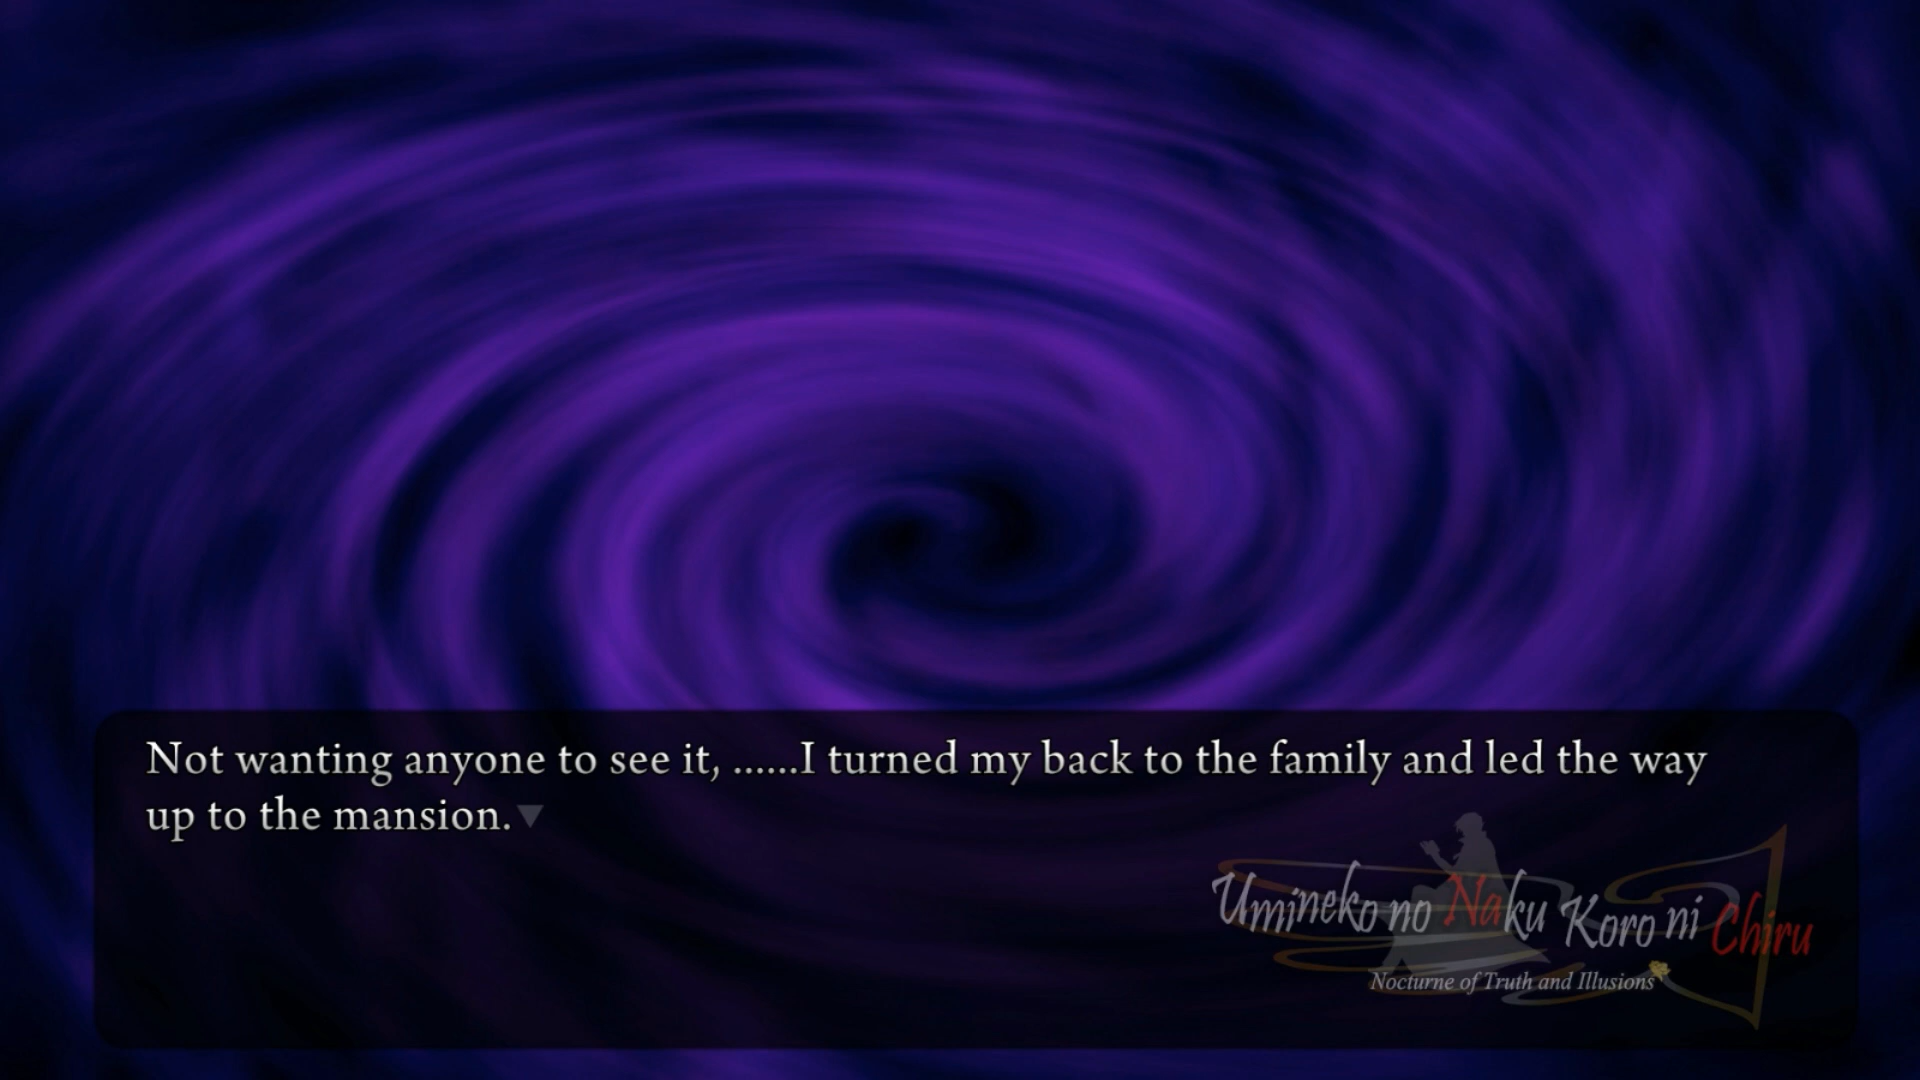 Not wanting anyone to see it, ......I turned my back to the family and led the way
up to the mansion.
Umineko no Naku Koro ni Chiru
Nocturne of Truth and Illusions